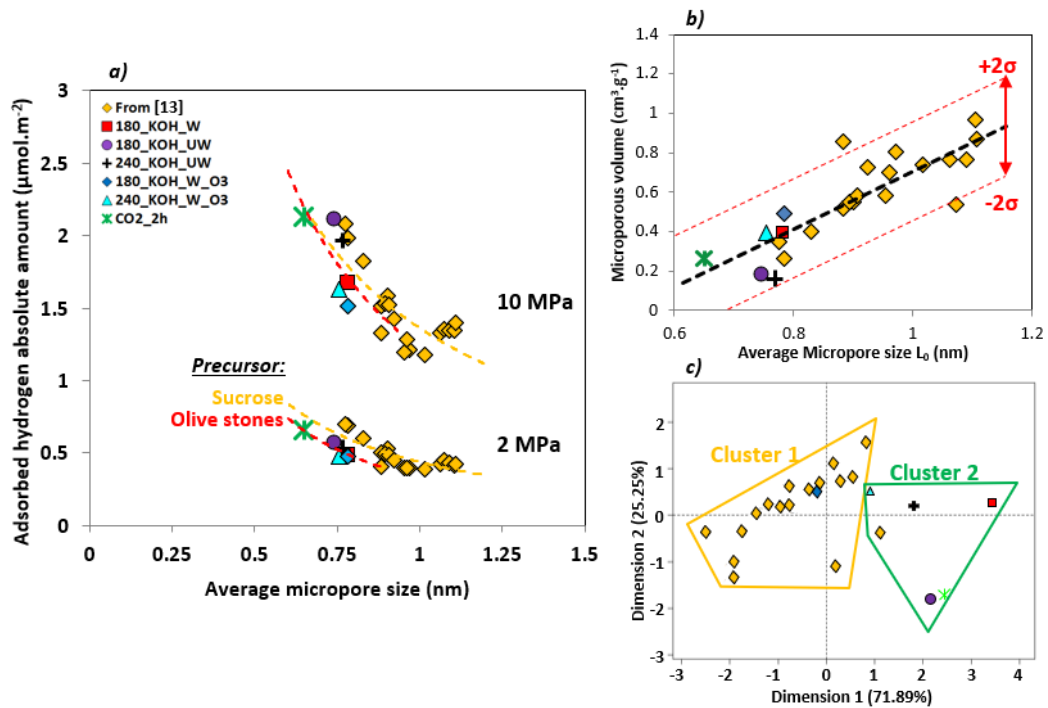 a)
Adsorbed hydrogen absolute amount (µmol.m⁻²)
3
2.5
2
1.5
1
0.5
0
From [13]
180_KOH_W
180_KOH_UW
240_KOH_UW
180_KOH_W_O3
240_KOH_W_O3
CO2_2h
10 MPa
Precursor:
Sucrose
Olive stones
2 MPa
0 0.25 0.5 0.75 1 1.25 1.5
Average micropore size (nm)
b)
Microporous volume (cm³·g⁻¹)
1.4
1.2
1
0.8
0.6
0.4
0.2
0
+2σ
-2σ
0.6 0.8 1 1.2
Average Micropore size L₀ (nm)
c)
Dimension 2 (25.25%)
2
1
0
-1
-2
-3
Cluster 1
Cluster 2
-3 -2 -1 0 1 2 3 4
Dimension 1 (71.89%)